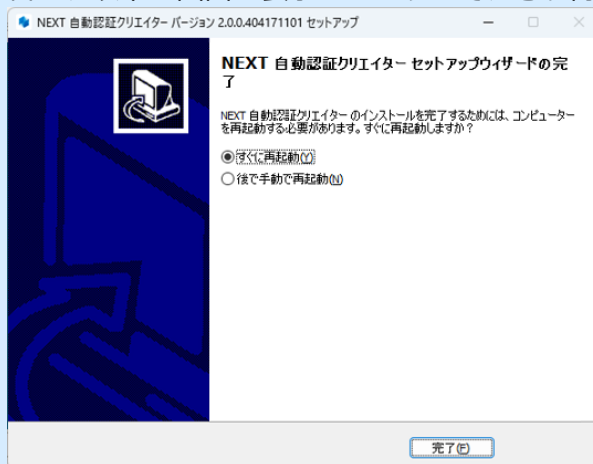 NEXT 自動認証クリエイター バージョン 2.0.0.404171101 セットアップ
NEXT 自動認証クリエイター セットアップウィザードの完
了
NEXT 自動認証クリエイター のインストールを完了するためには、コンピューター
を再起動する必要があります。すぐに再起動しますか？
すぐに再起動(Y)
後で手動で再起動(N)
完了(F)